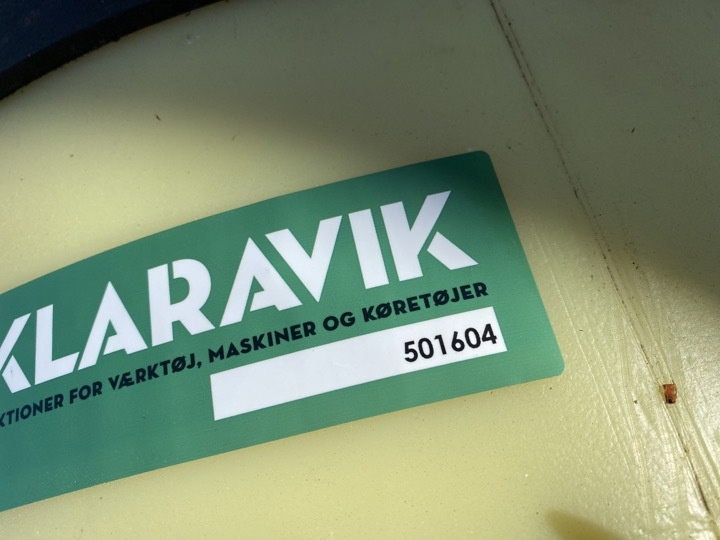 KLARAVIK
KTIONER FOR VÆRKTØJ, MASKINER OG KØRETØJER
501604